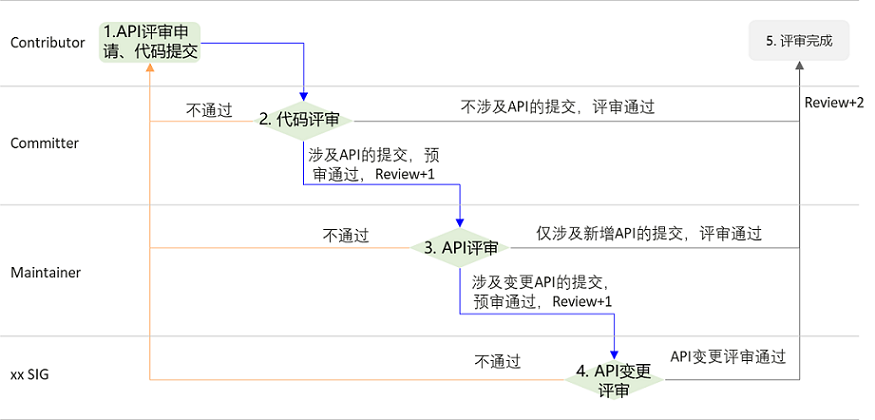 Contributor
1.API评审申
请、代码提交
5. 评审完成
不通过
不涉及API的提交，评审通过
Review+2
2. 代码评审
Committer
涉及API的提交，预
审通过，Review+1
不通过
仅涉及新增API的提交，评审通过
3. API评审
Maintainer
涉及变更API的提交，
预审通过，Review+1
不通过
API变更评审通过
xx SIG
4. API变更
评审